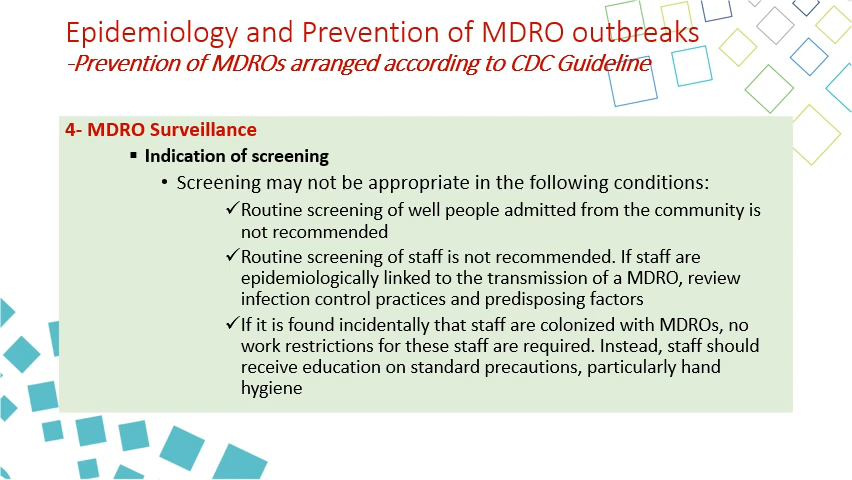 Epidemiology and Prevention of MDRO outbreaks
-Prevention of MDROs arranged according to CDC Guideline
4- MDRO Surveillance
▪ Indication of screening
• Screening may not be appropriate in the following conditions:
✓Routine screening of well people admitted from the community is
not recommended
✓Routine screening of staff is not recommended. If staff are
epidemiologically linked to the transmission of a MDRO, review
infection control practices and predisposing factors
✓If it is found incidentally that staff are colonized with MDROs, no
work restrictions for these staff are required. Instead, staff should
receive education on standard precautions, particularly hand
hygiene